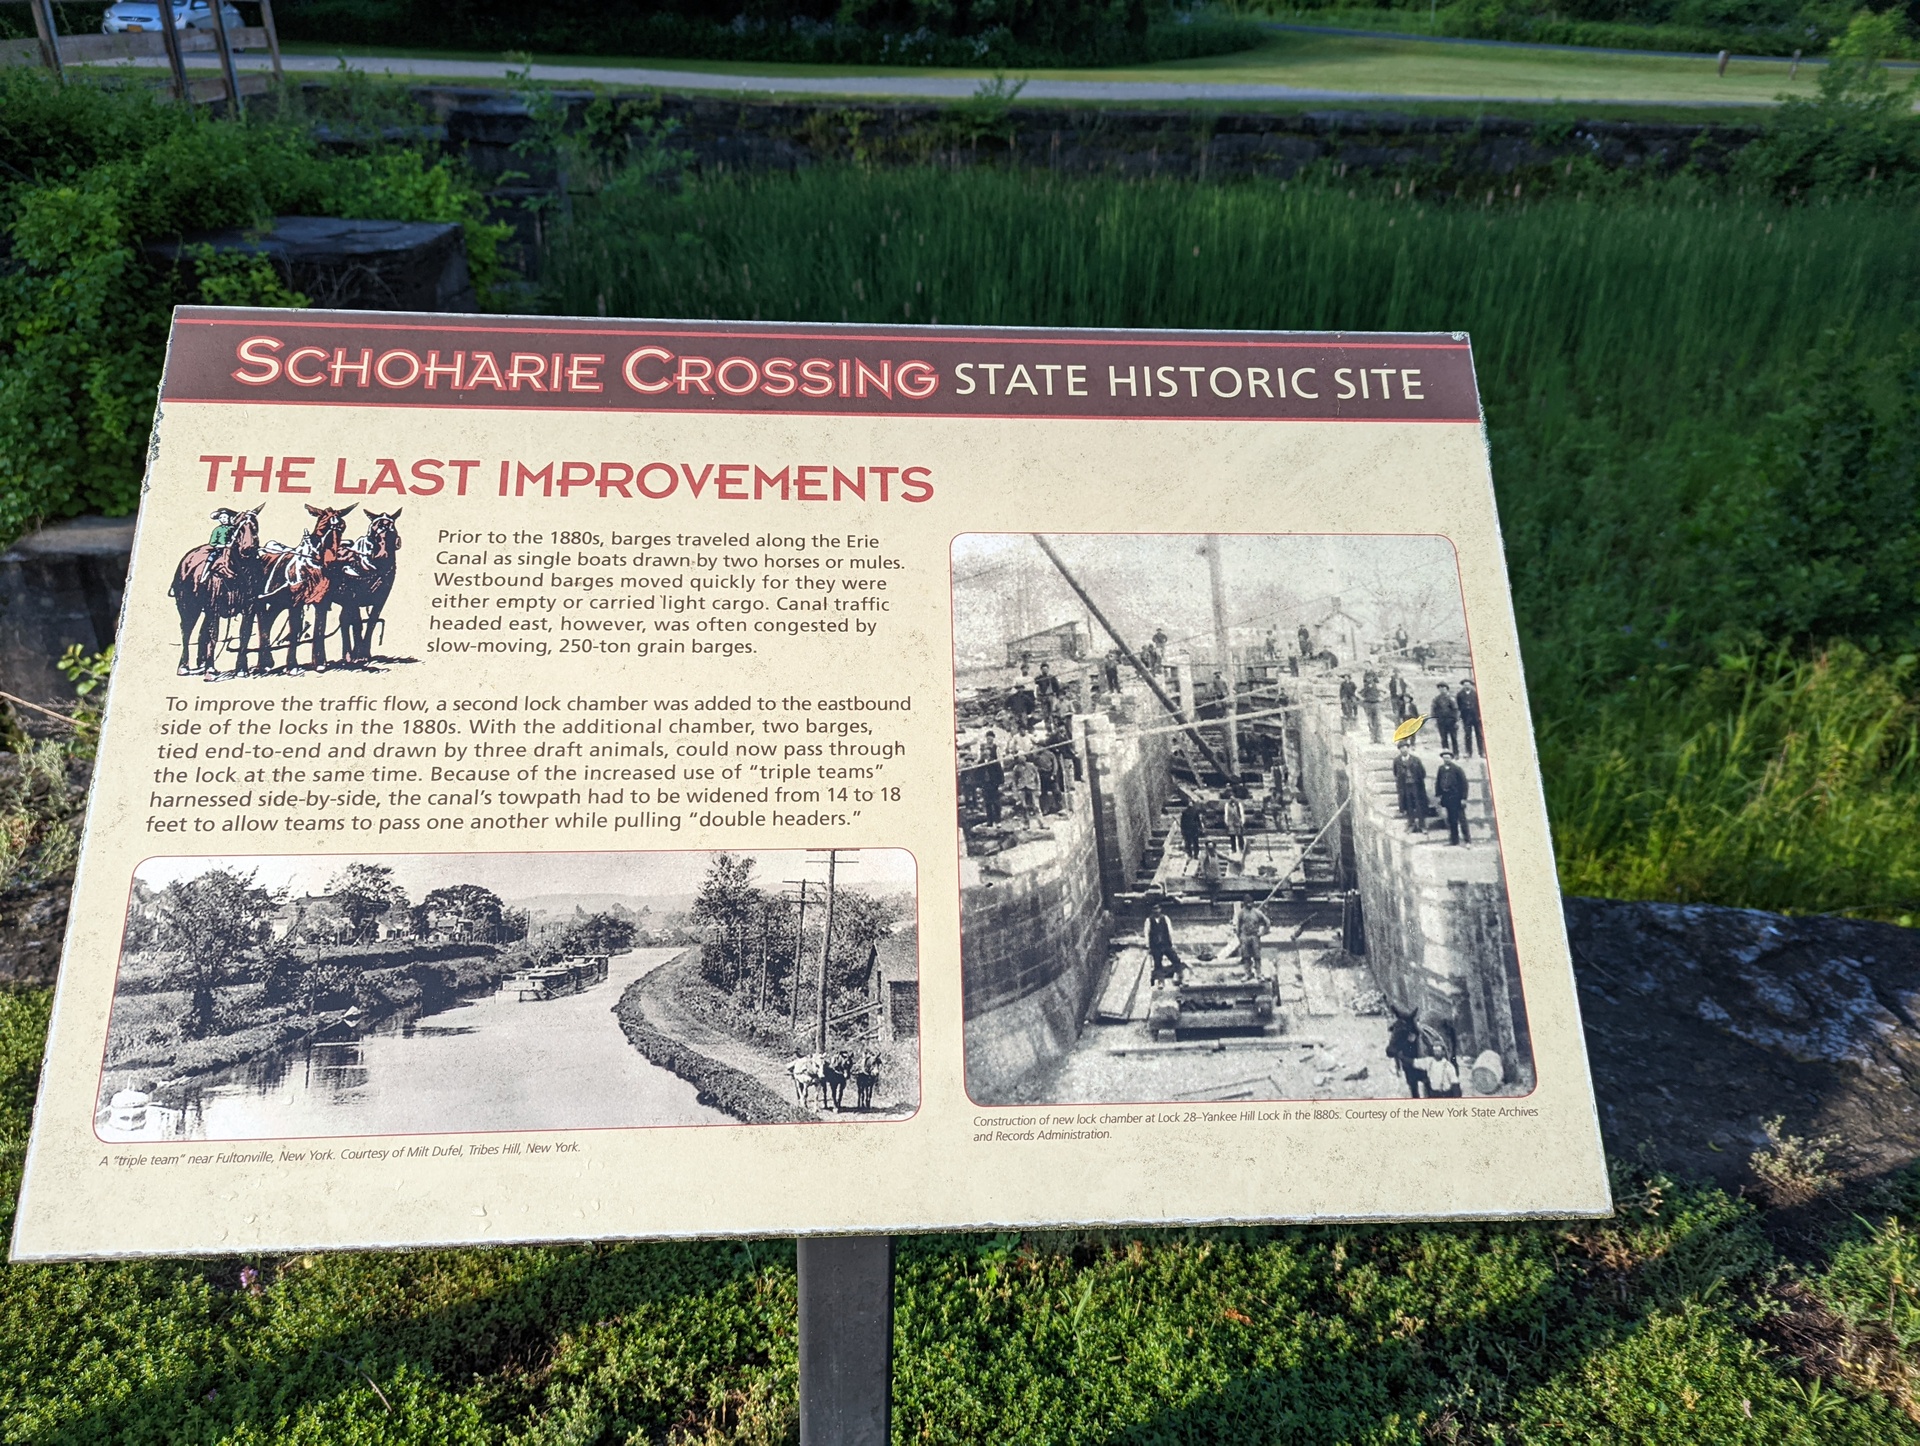 SCHOHARIE CROSSING STATE HISTORIC SITE
THE LAST IMPROVEMENTS
Prior to the 1880s, barges traveled along the Erie
Canal as single boats drawn by two horses or mules.
Westbound barges moved quickly for they were
either empty or carried light cargo. Canal traffic
headed east, however, was often congested by
slow-moving, 250-ton grain barges.
To improve the traffic flow, a second lock chamber was added to the eastbound
side of the locks in the 1880s. With the additional chamber, two barges,
tied end-to-end and drawn by three draft animals, could now pass through
the lock at the same time. Because of the increased use of “triple teams”
harnessed side-by-side, the canal’s towpath had to be widened from 14 to 18
feet to allow teams to pass one another while pulling “double headers.”
A “triple team” near Fultonville, New York. Courtesy of Milt Dufel, Tribes Hill, New York.
Construction of new lock chamber at Lock 28–Yankee Hill Lock in the 1880s. Courtesy of the New York State Archives
and Records Administration.